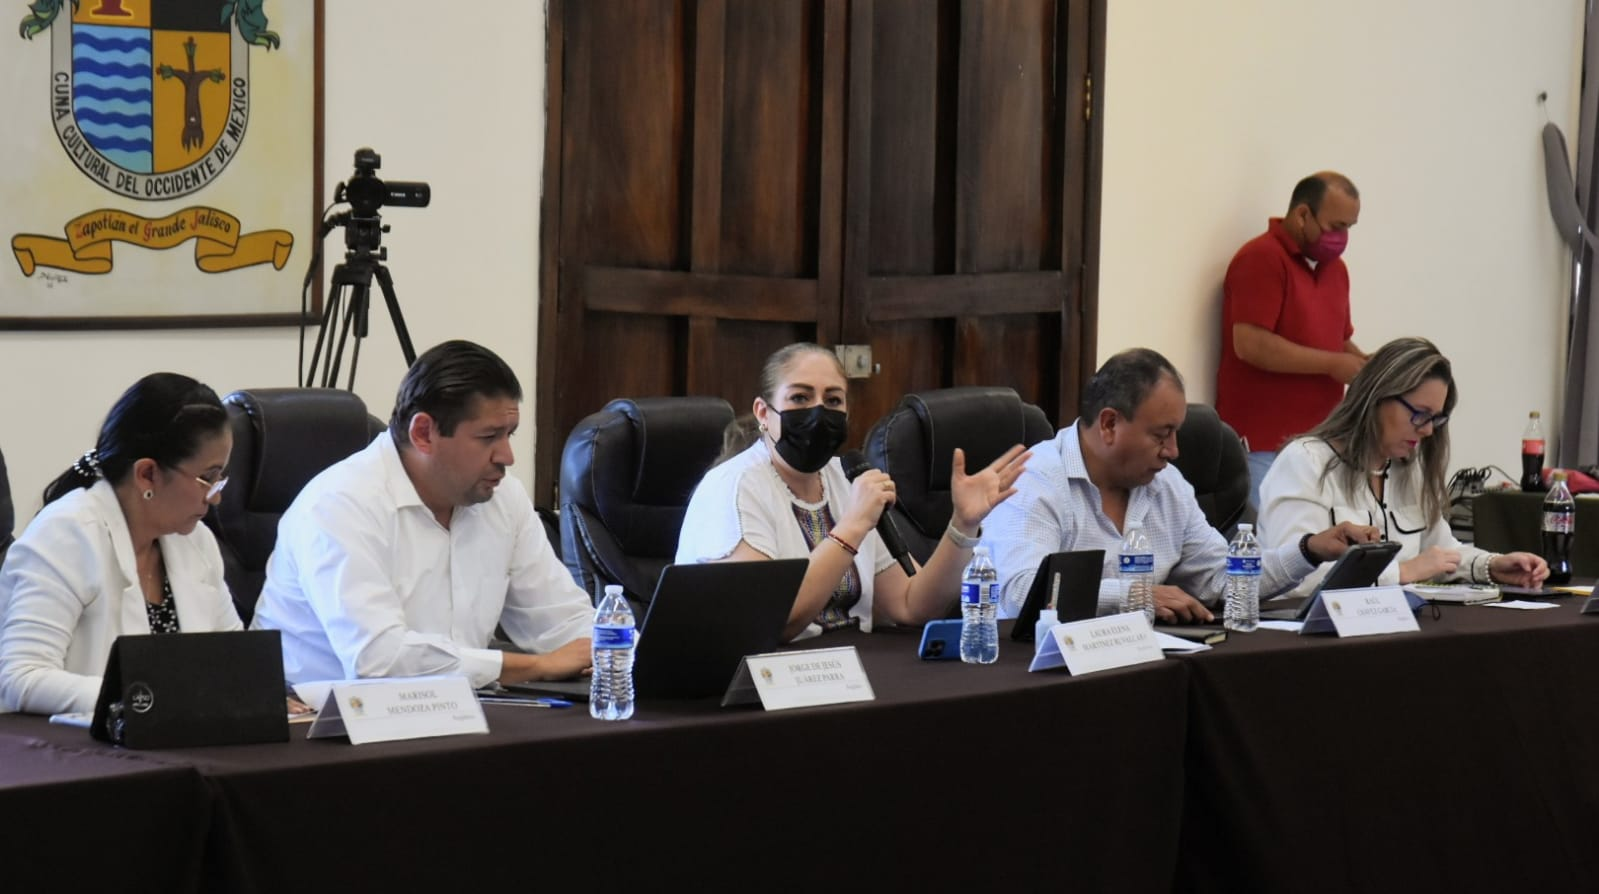 CUNA CULTURAL DEL OCCIDENTE DE MEXICO
Zapotlán el Grande Jalisco
MARISOL
MENDOZA PINTO
JORGE DE JESÚS
JUÁREZ PARRA
LAURA ELENA
MARTÍNEZ RUVALCABA
RAÚL
CHÁVEZ GARCÍA